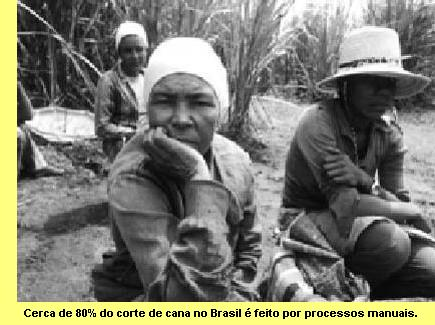 Cerca de 80% do corte de cana no Brasil é feito por processos manuais.